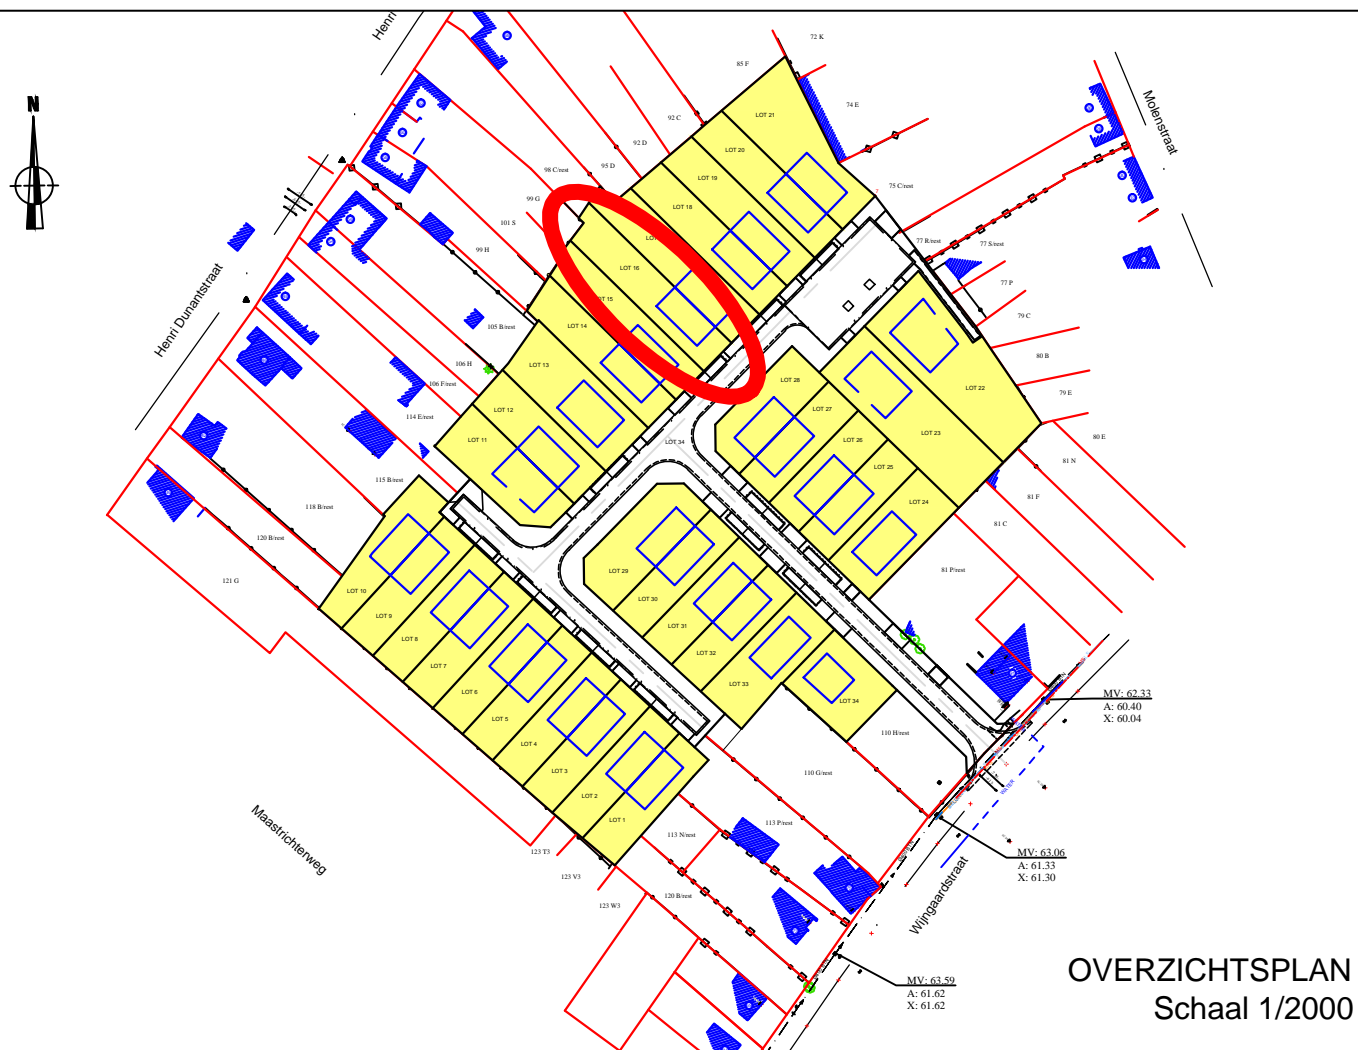 Henri
72 K
85 F
N
74 E
Molenstraat
LOT 21
92 C
92 D
LOT 20
95 D
98 C/rest
LOT 19
75 C/rest
99 G
LOT 18
101 S
77 R/rest
77 S/rest
99 H
LOT 16
77 P
Henri Dunantstraat
LOT 15
79 C
105 B/rest
LOT 14
80 B
106 H
LOT 13
106 F/rest
LOT 28
LOT 22
79 E
114 E/rest
LOT 12
LOT 27
LOT 11
LOT 34
LOT 26
LOT 23
80 E
81 N
LOT 25
115 B/rest
81 F
LOT 24
118 B/rest
81 C
120 B/rest
121 G
LOT 29
81 P/rest
LOT 10
LOT 30
LOT 9
LOT 31
LOT 8
LOT 32
LOT 7
LOT 33
LOT 6
LOT 34
MV: 62.33
A: 60.40
X: 60.04
LOT 5
110 H/rest
LOT 4
LOT 3
110 G/rest
WATER
LOT 2
LOT 1
113 P/rest
113 N/rest
Maastrichterweg
123 T3
MV: 63.06
A: 61.33
X: 61.30
123 V3
120 B/rest
123 W3
Wijngaardstraat
MV: 63.59
A: 61.62
X: 61.62
OVERZICHTSPLAN
Schaal 1/2000